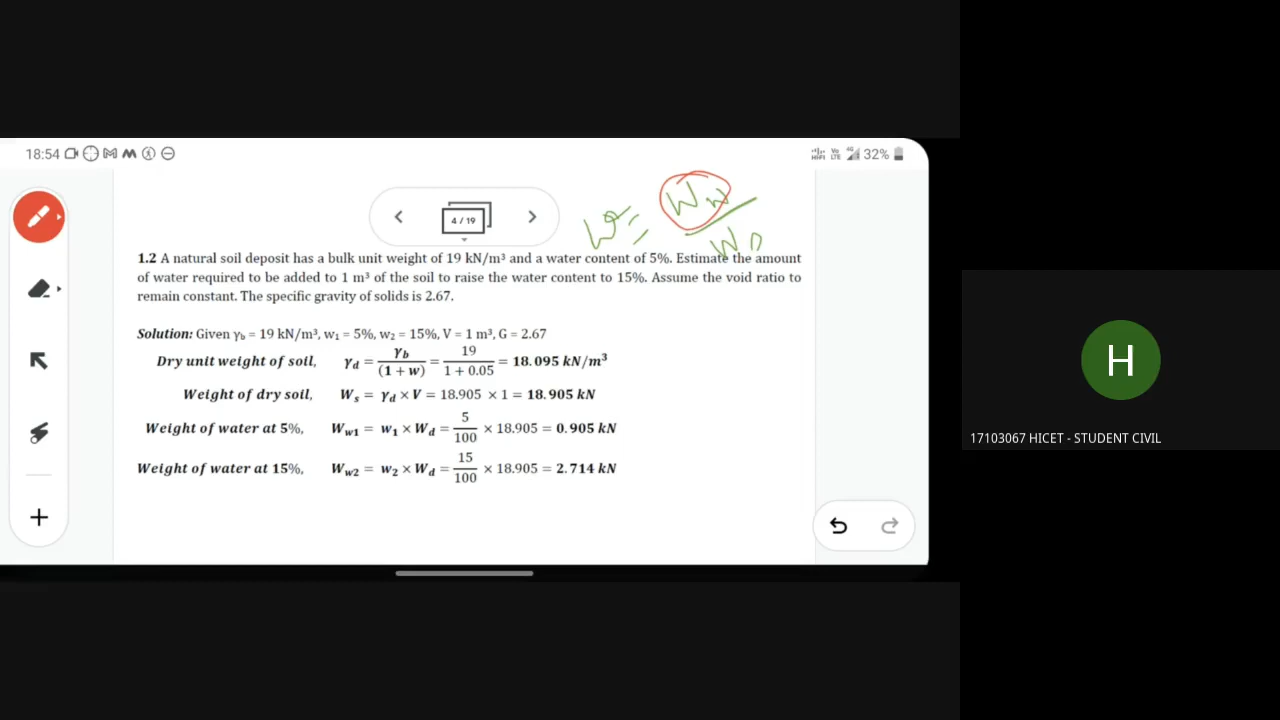 18:54
32%
4 / 19
w = Ww / WD
1.2 A natural soil deposit has a bulk unit weight of 19 kN/m³ and a water content of 5%. Estimate the amount
of water required to be added to 1 m³ of the soil to raise the water content to 15%. Assume the void ratio to
remain constant. The specific gravity of solids is 2.67.
Solution: Given γb = 19 kN/m³, w₁ = 5%, w₂ = 15%, V = 1 m³, G = 2.67
Dry unit weight of soil, γd = γb / (1 + w) = 19 / 1 + 0.05 = 18.095 kN/m³
Weight of dry soil, Ws = γd × V = 18.905 × 1 = 18.905 kN
Weight of water at 5%, Ww1 = w₁ × Wd = 5 / 100 × 18.905 = 0.905 kN
Weight of water at 15%, Ww2 = w₂ × Wd = 15 / 100 × 18.905 = 2.714 kN
H
17103067 HICET - STUDENT CIVIL